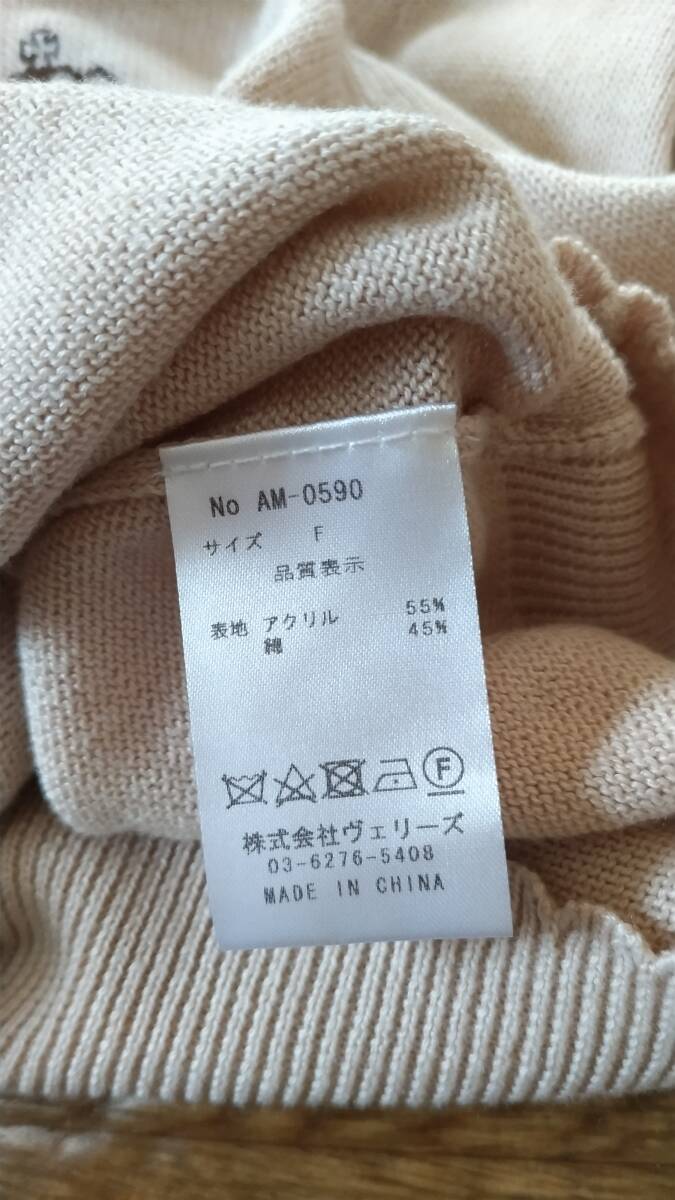 No AM-0590
サイズ F
品質表示
表地 アクリル 55%
綿 45%
F
株式会社ヴェリーズ
03-6276-5408
MADE IN CHINA